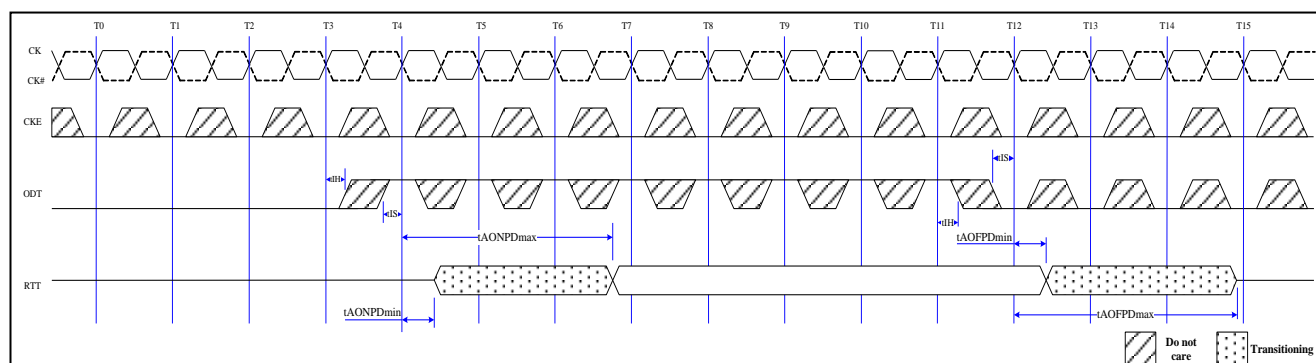 T0 T1 T2 T3 T4 T5 T6 T7 T8 T9 T10 T11 T12 T13 T14 T15
CK
CK#
CKE
tIS
ODT
tIH
tIS
tIH
tAONPDmax
tAOFPDmin
RTT
tAONPDmin
tAOFPDmax
Do not
care
Transitioning